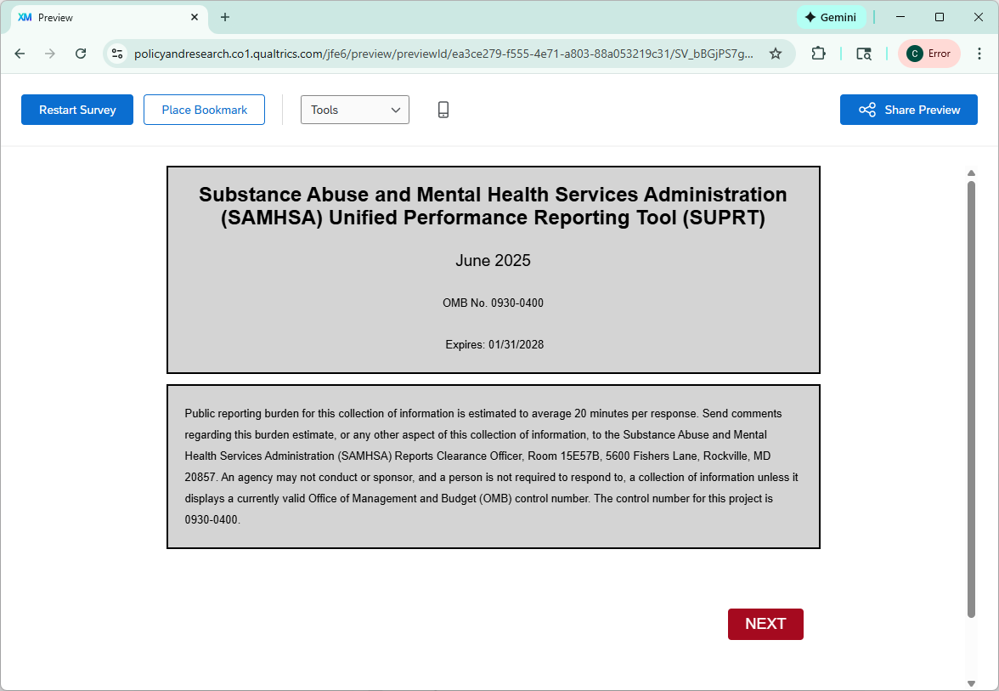 XM Preview
Gemini
policyandresearch.co1.qualtrics.com/jfe6/preview/previewId/ea3ce279-f555-4e71-a803-88a053219c31/SV_bBGjPS7g...
C Error
Restart Survey
Place Bookmark
Tools
Share Preview
Substance Abuse and Mental Health Services Administration
(SAMHSA) Unified Performance Reporting Tool (SUPRT)
June 2025
OMB No. 0930-0400
Expires: 01/31/2028
Public reporting burden for this collection of information is estimated to average 20 minutes per response. Send comments
regarding this burden estimate, or any other aspect of this collection of information, to the Substance Abuse and Mental
Health Services Administration (SAMHSA) Reports Clearance Officer, Room 15E57B, 5600 Fishers Lane, Rockville, MD
20857. An agency may not conduct or sponsor, and a person is not required to respond to, a collection of information unless it
displays a currently valid Office of Management and Budget (OMB) control number. The control number for this project is
0930-0400.
NEXT